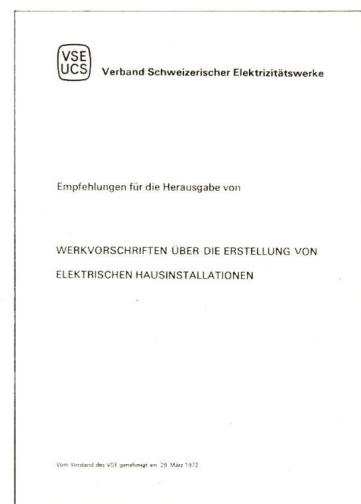 VSE
UCS
Verband Schweizerischer Elektrizitätswerke
Empfehlungen für die Herausgabe von
WERKVORSCHRIFTEN ÜBER DIE ERSTELLUNG VON
ELEKTRISCHEN HAUSINSTALLATIONEN
Vom Vorstand des VSE genehmigt am 29. März 1972